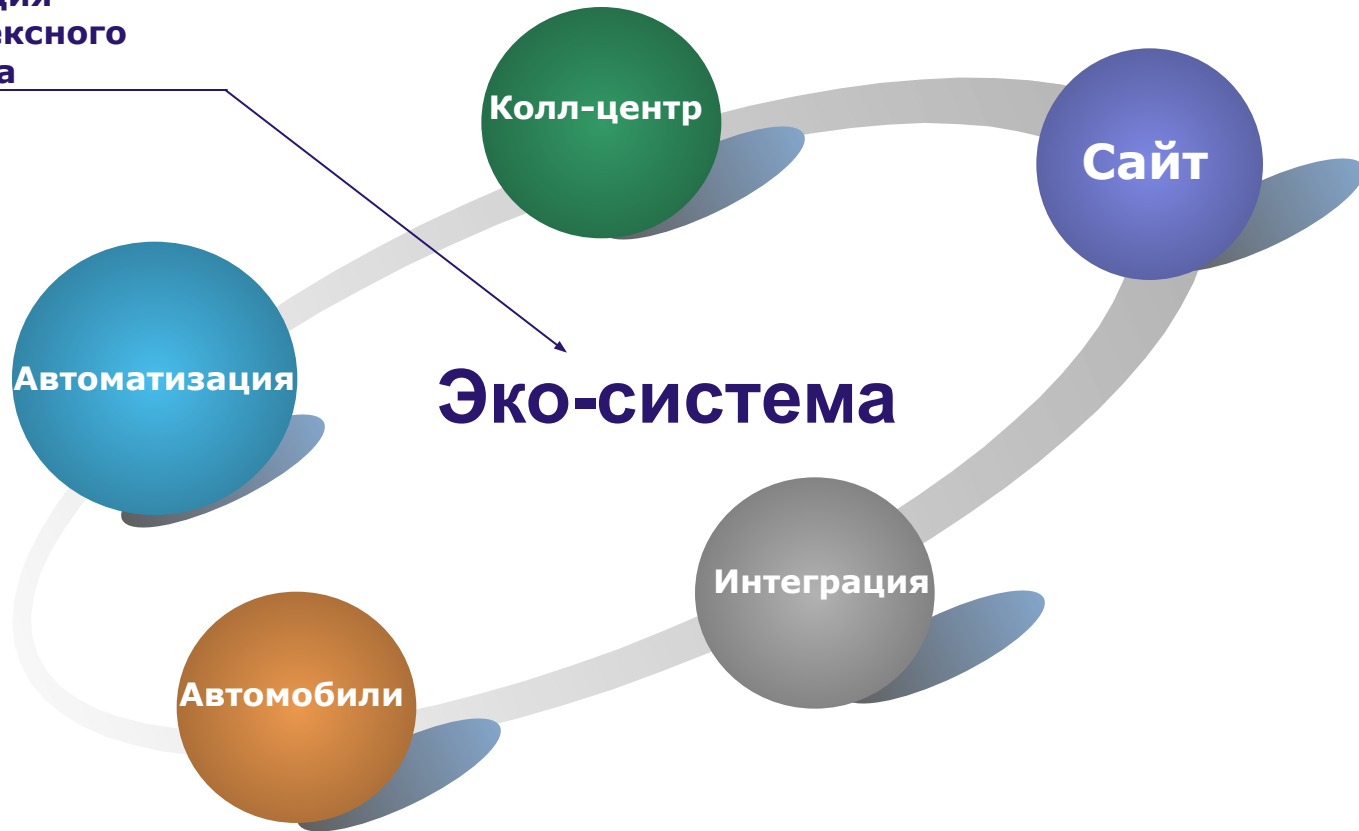 Колл-центр
Сайт
Автоматизация
Эко-система
Интеграция
Автомобили